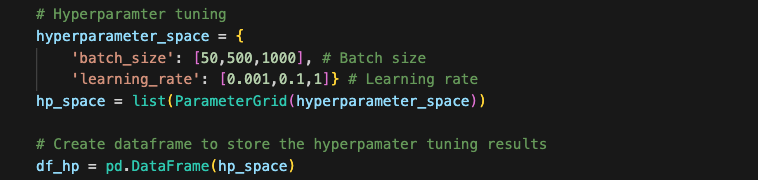 # Hyperparamter tuning
hyperparameter_space = {
    'batch_size': [50,500,1000], # Batch size
    'learning_rate': [0.001,0.1,1]} # Learning rate
hp_space = list(ParameterGrid(hyperparameter_space))

# Create dataframe to store the hyperpamater tuning results
df_hp = pd.DataFrame(hp_space)